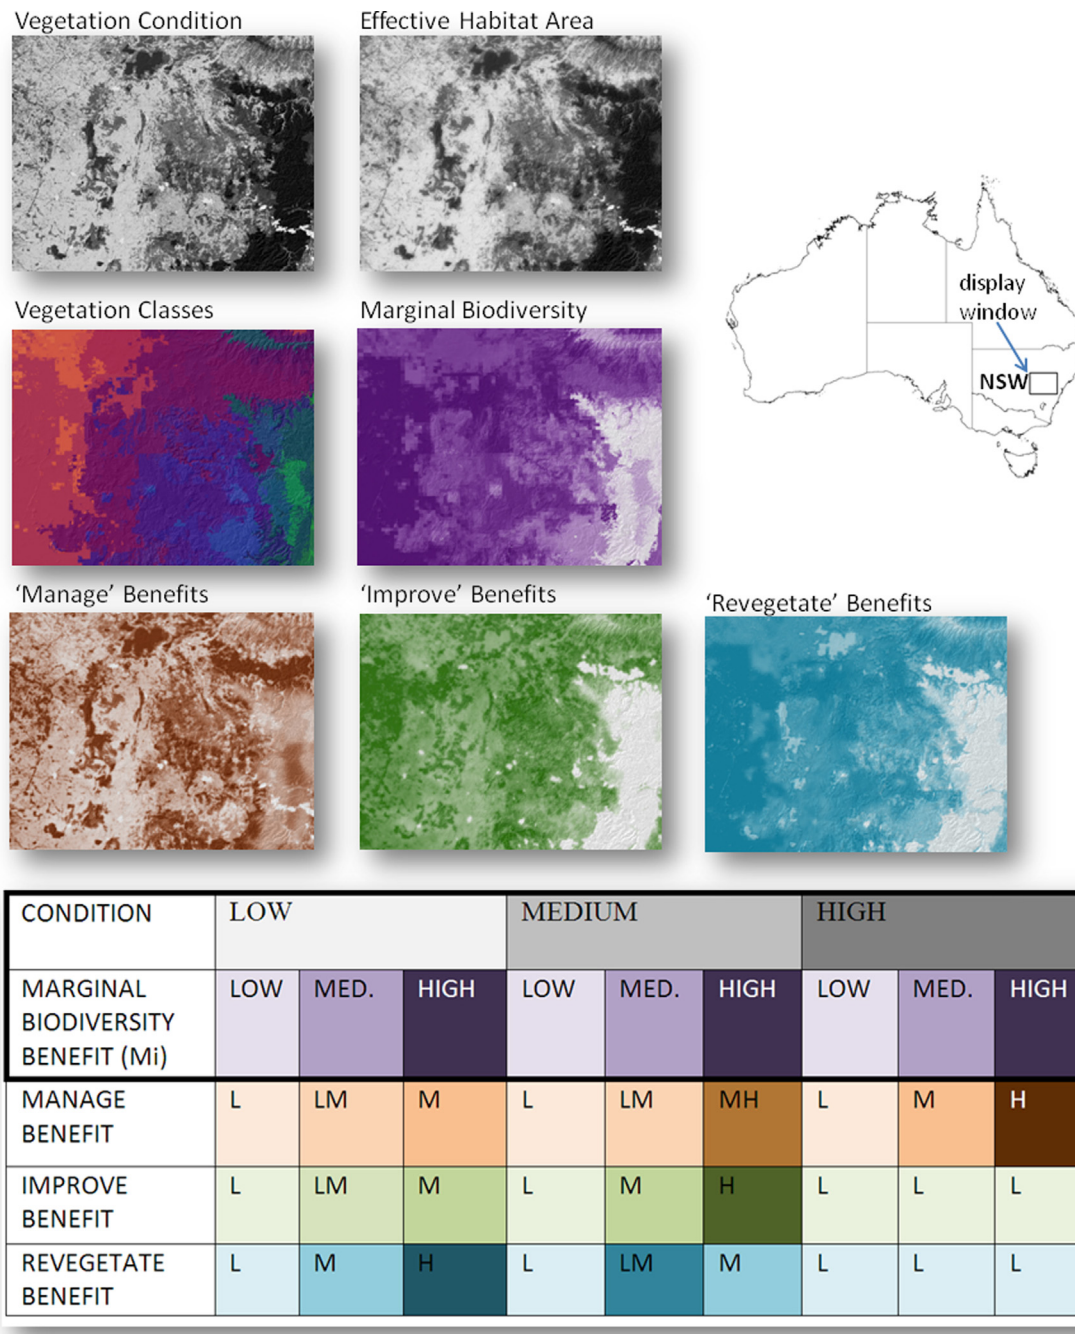 Vegetation Condition
Effective Habitat Area
display
window
NSW
Vegetation Classes
Marginal Biodiversity
‘Manage’ Benefits
‘Improve’ Benefits
‘Revegetate’ Benefits
CONDITION LOW MEDIUM HIGH
MARGINAL BIODIVERSITY BENEFIT (Mi) LOW MED. HIGH LOW MED. HIGH LOW MED. HIGH
MANAGE BENEFIT L LM M L LM MH L M H
IMPROVE BENEFIT L LM M L M H L L L
REVEGETATE BENEFIT L M H L LM M L L L